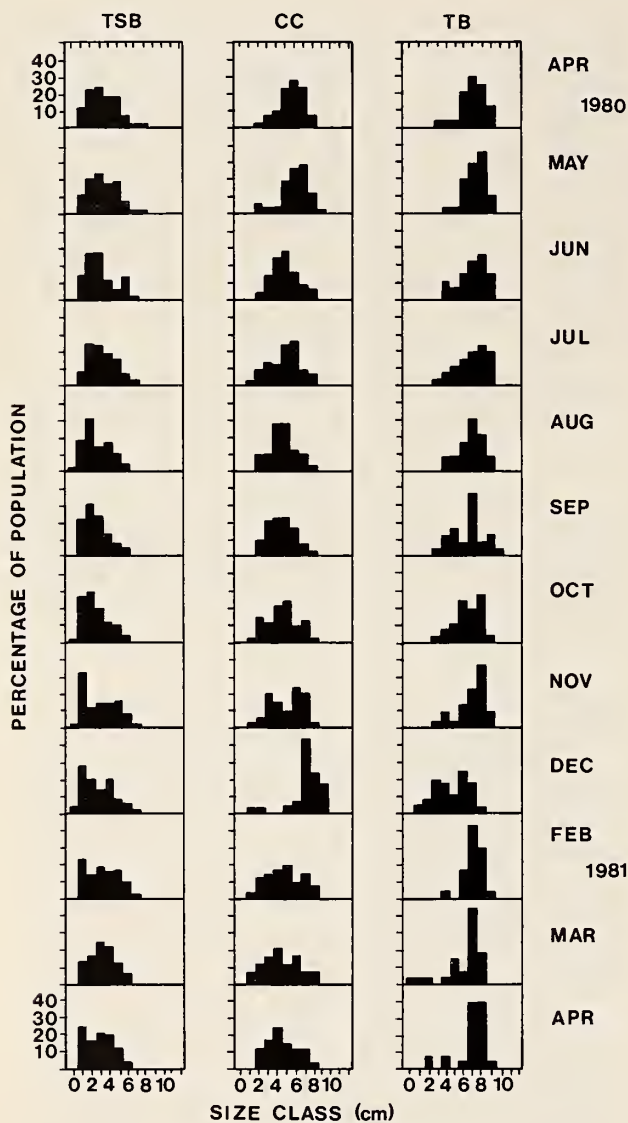 TSB CC TB
40
30
20
10
APR
1980
MAY
JUN
JUL
AUG
SEP
OCT
NOV
DEC
FEB
1981
MAR
APR
40
30
20
10
PERCENTAGE OF POPULATION
0 2 4 6 8 10 0 2 4 6 8 10 0 2 4 6 8 10
SIZE CLASS (cm)